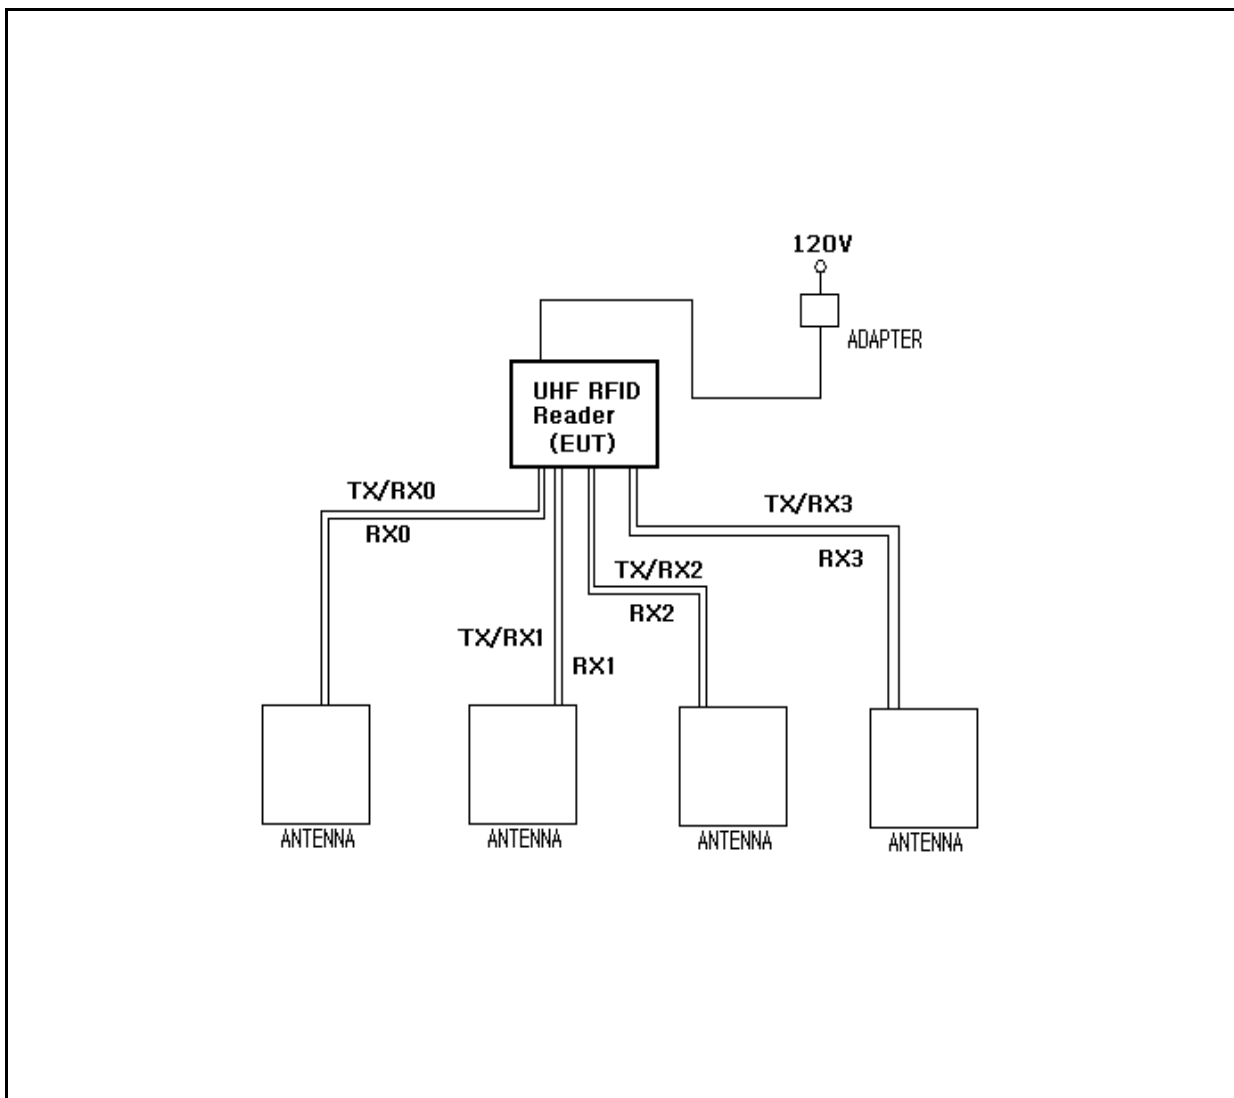 120V
ADAPTER
UHF RFID
Reader
(EUT)
TX/RX0
RX0
TX/RX3
RX3
TX/RX2
RX2
TX/RX1
RX1
ANTENNA
ANTENNA
ANTENNA
ANTENNA